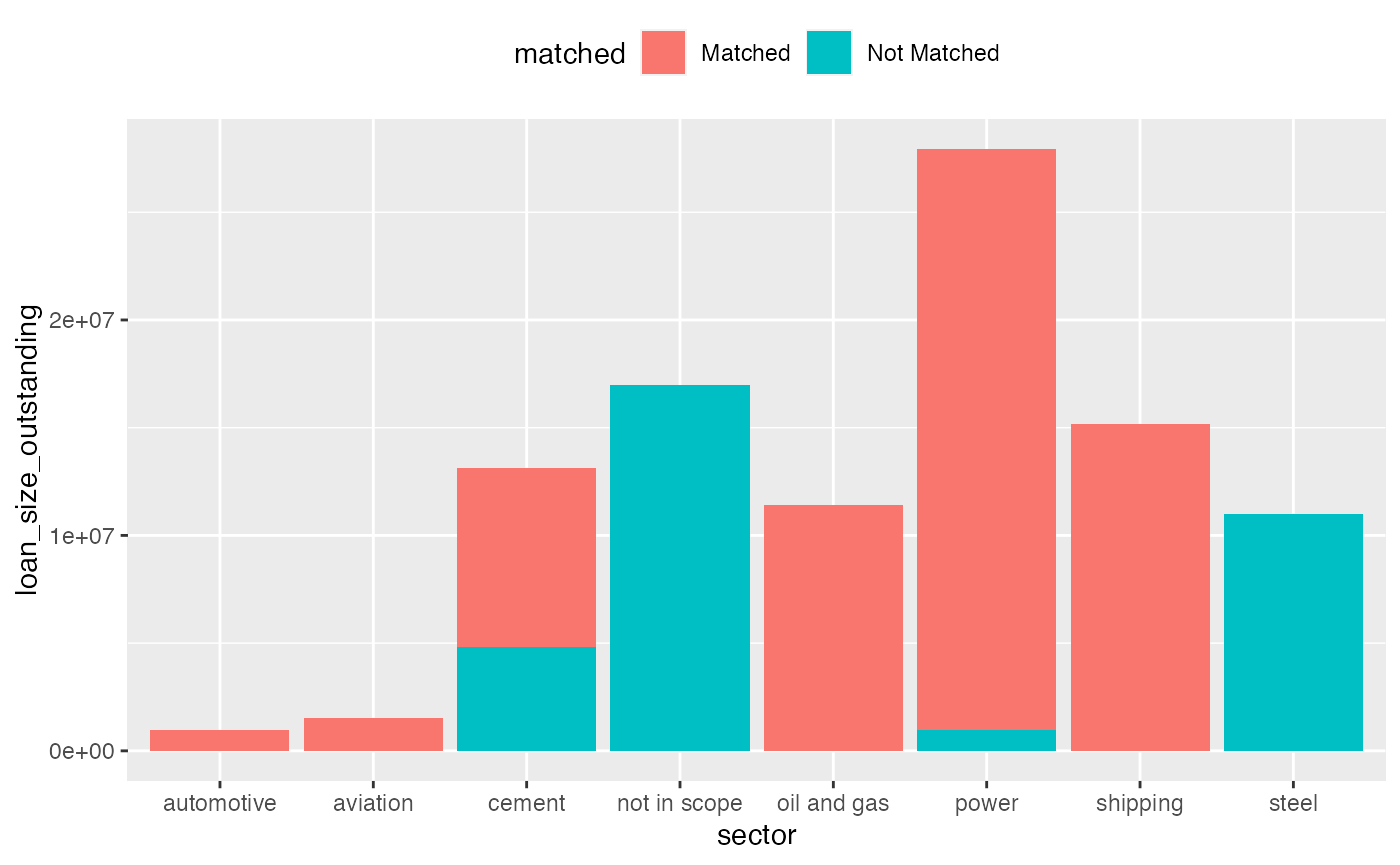 matched Matched Not Matched
loan_size_outstanding
2e+07
1e+07
0e+00
automotive aviation cement not in scope oil and gas power shipping steel
sector